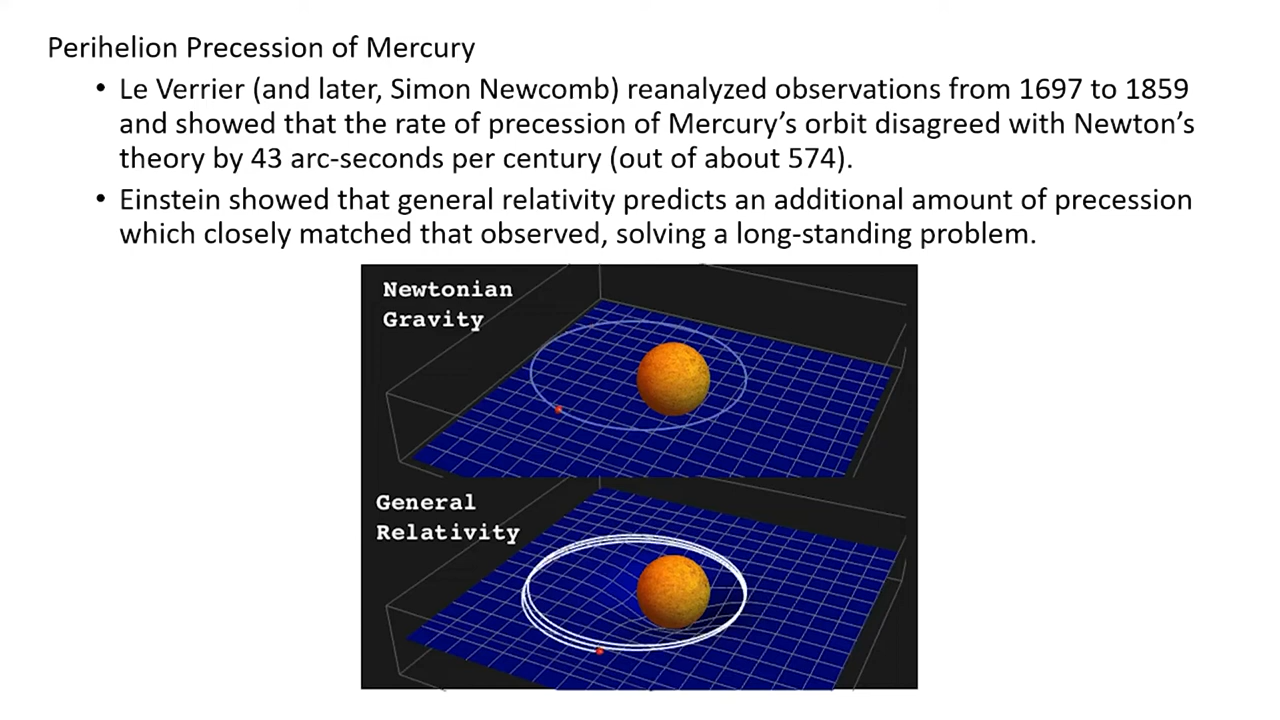 Perihelion Precession of Mercury
• Le Verrier (and later, Simon Newcomb) reanalyzed observations from 1697 to 1859
and showed that the rate of precession of Mercury’s orbit disagreed with Newton’s
theory by 43 arc-seconds per century (out of about 574).
• Einstein showed that general relativity predicts an additional amount of precession
which closely matched that observed, solving a long-standing problem.
Newtonian
Gravity
General
Relativity